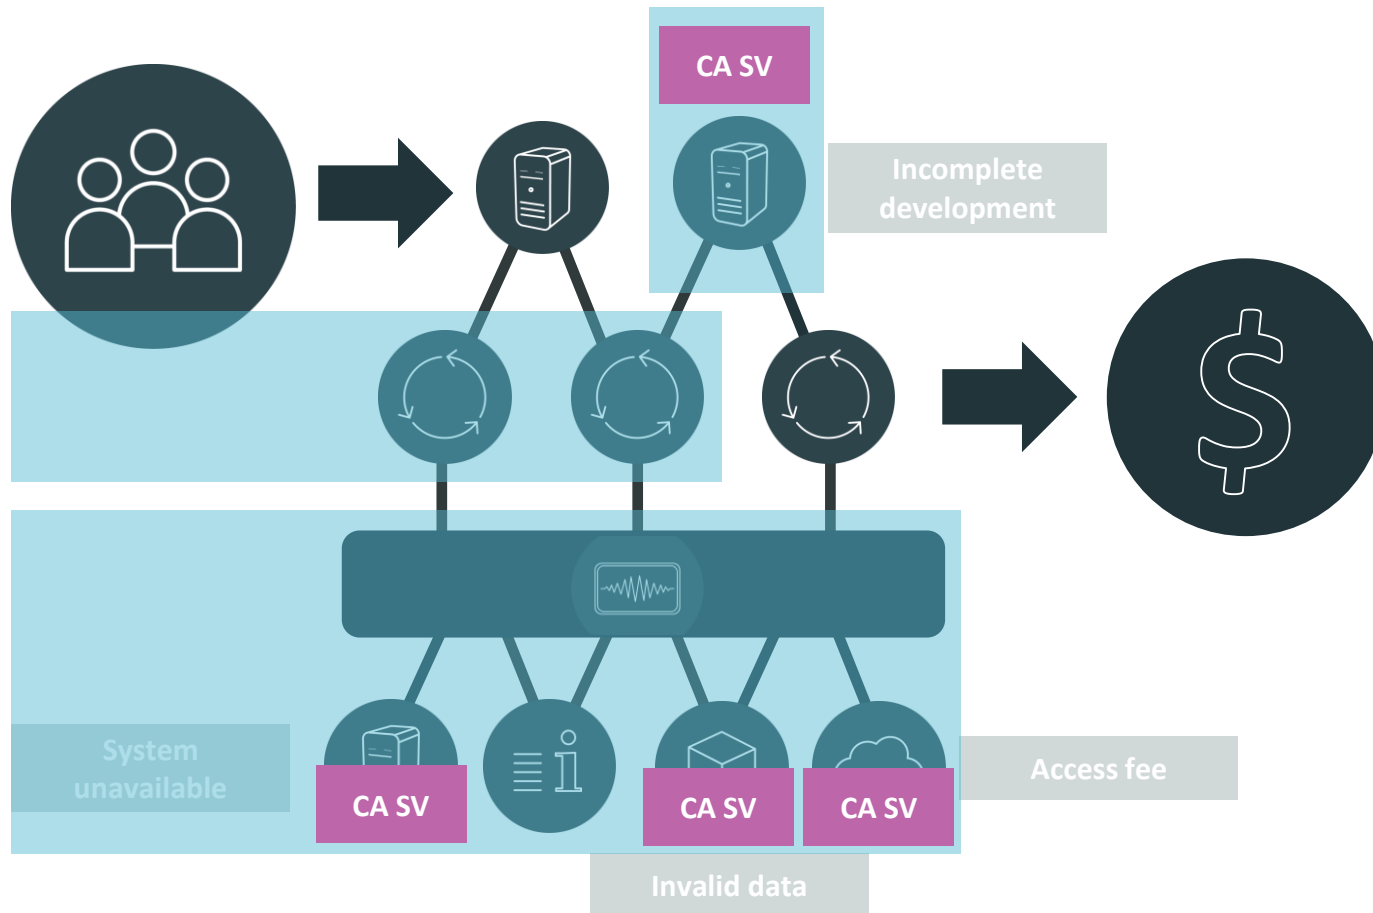 CA SV
Incomplete
development
System
unavailable
CA SV
CA SV
CA SV
Access fee
Invalid data